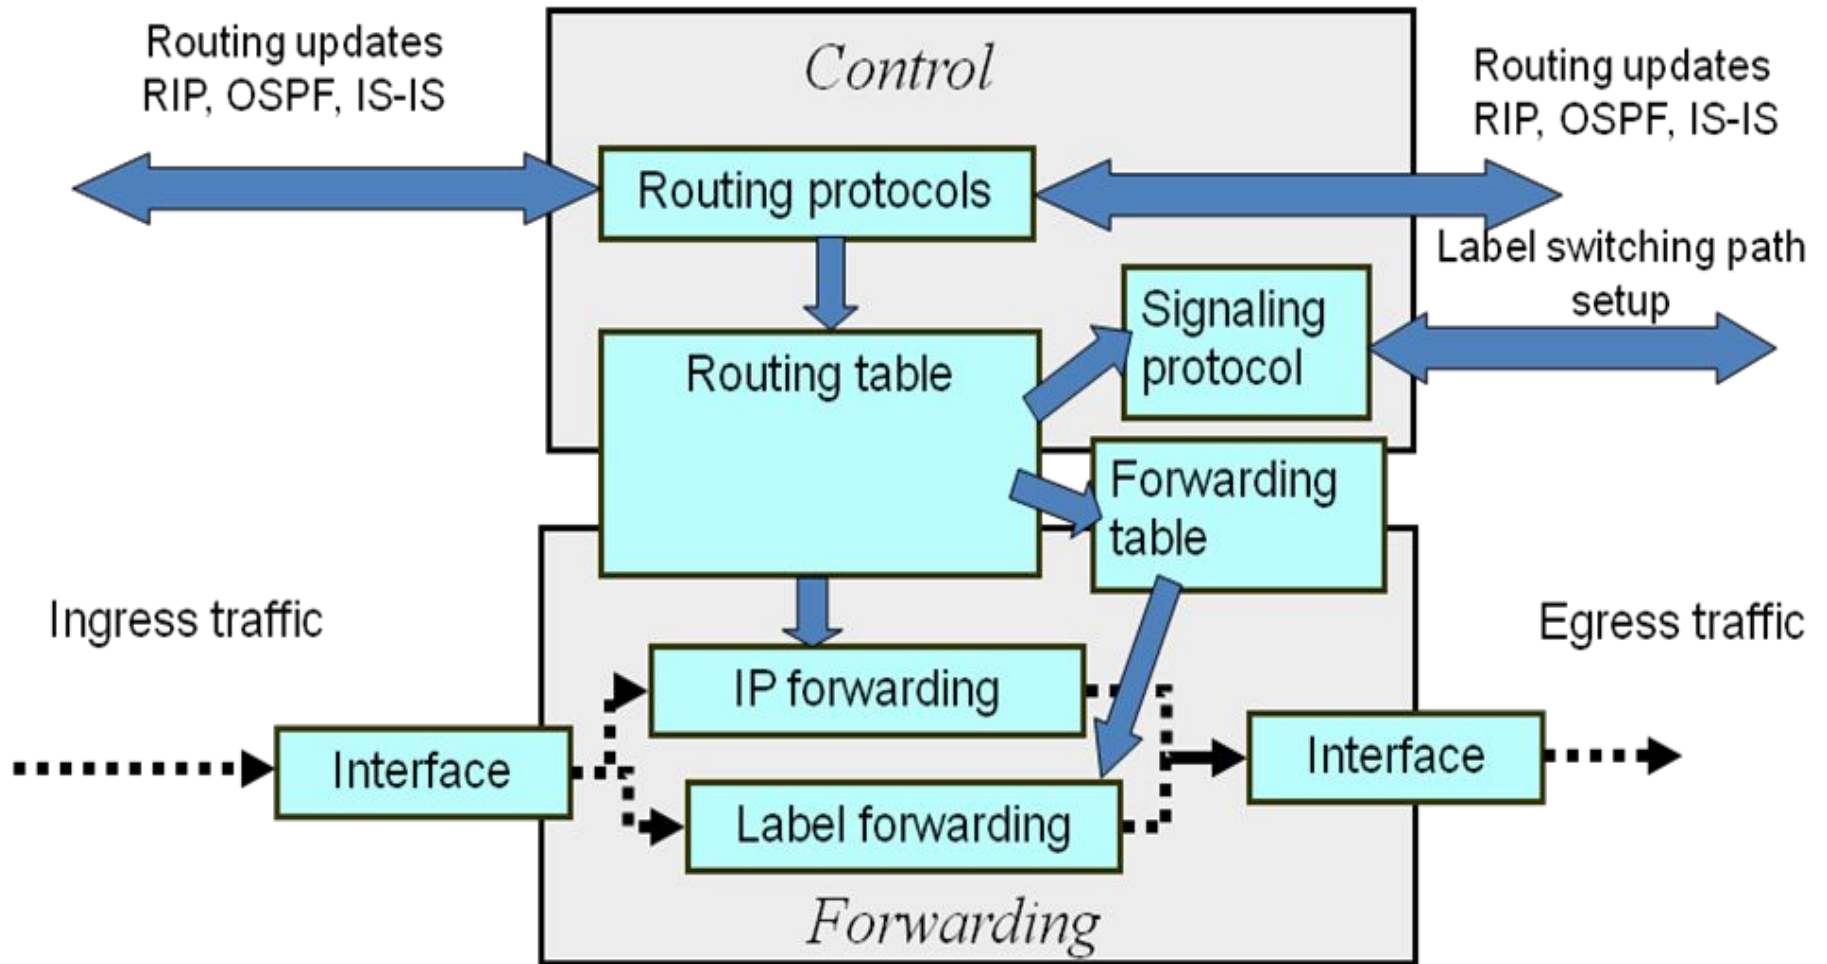 Routing updates
RIP, OSPF, IS-IS
Control
Routing updates
RIP, OSPF, IS-IS
Routing protocols
Label switching path
setup
Signaling
protocol
Routing table
Forwarding
table
Ingress traffic
Egress traffic
IP forwarding
Interface
Interface
Label forwarding
Forwarding